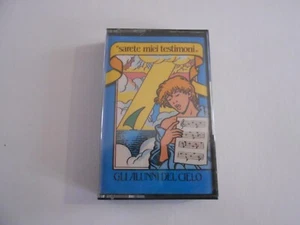 "sarete miei testimoni"
GLI ALUNNI DEL CIELO